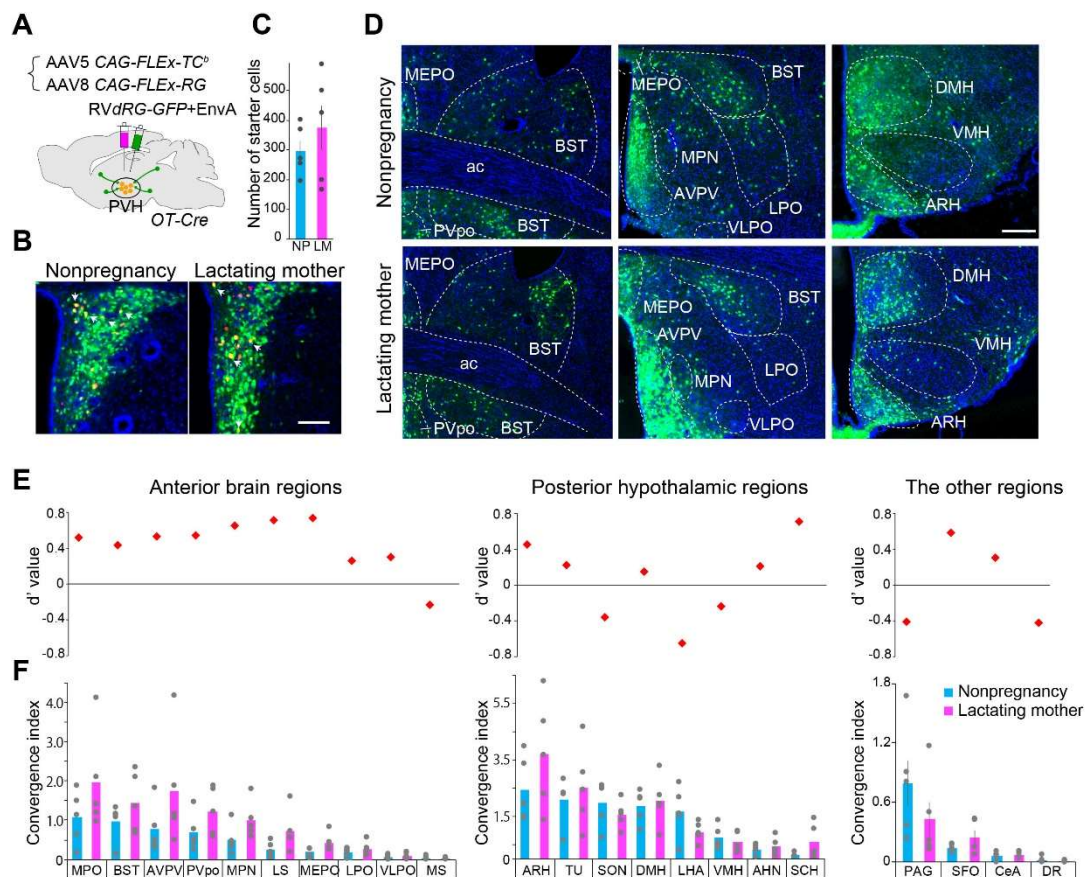 A
AAV5 CAG-FLEx-TCᵇ
AAV8 CAG-FLEx-RG
RVdRG-GFP+EnvA
PVH
OT-Cre
B
Nonpregnancy
Lactating mother
C
Number of starter cells
500
400
300
200
100
0
NP LM
D
Nonpregnancy
MEPO
BST
ac
PVpo
BST
MEPO
BST
MPN
AVPV
LPO
VLPO
DMH
VMH
ARH
Lactating mother
MEPO
BST
ac
PVpo
BST
MEPO
BST
AVPV
MPN
LPO
VLPO
DMH
VMH
ARH
E
Anterior brain regions
Posterior hypothalamic regions
The other regions
d' value
0.8
0.4
0
-0.4
-0.8
d' value
0.8
0.4
0
-0.4
-0.8
d' value
0.8
0.4
0
-0.4
-0.8
F
Convergence index
4.0
3.0
2.0
1.0
0.0
MPO BST AVPV PVpo MPN LS MEPO LPO VLPO MS
Convergence index
5.5
3.5
1.5
0
ARH TU SON DMH LHA VMH AHN SCH
Convergence index
1.8
1.2
0.6
0
PAG SFO CeA DR
Nonpregnancy
Lactating mother